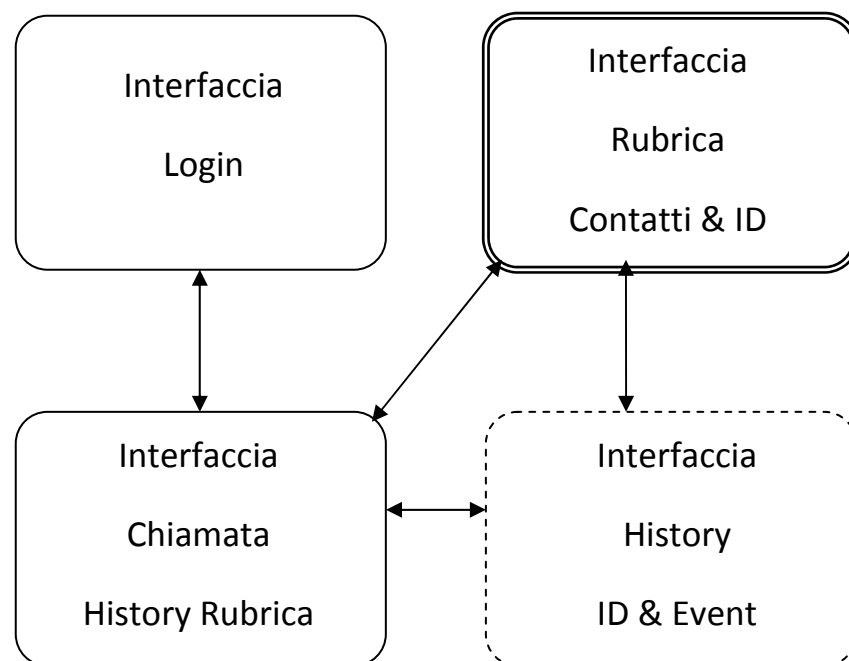 Interfaccia
Login
Interfaccia
Rubrica
Contatti & ID
Interfaccia
Chiamata
History Rubrica
Interfaccia
History
ID & Event